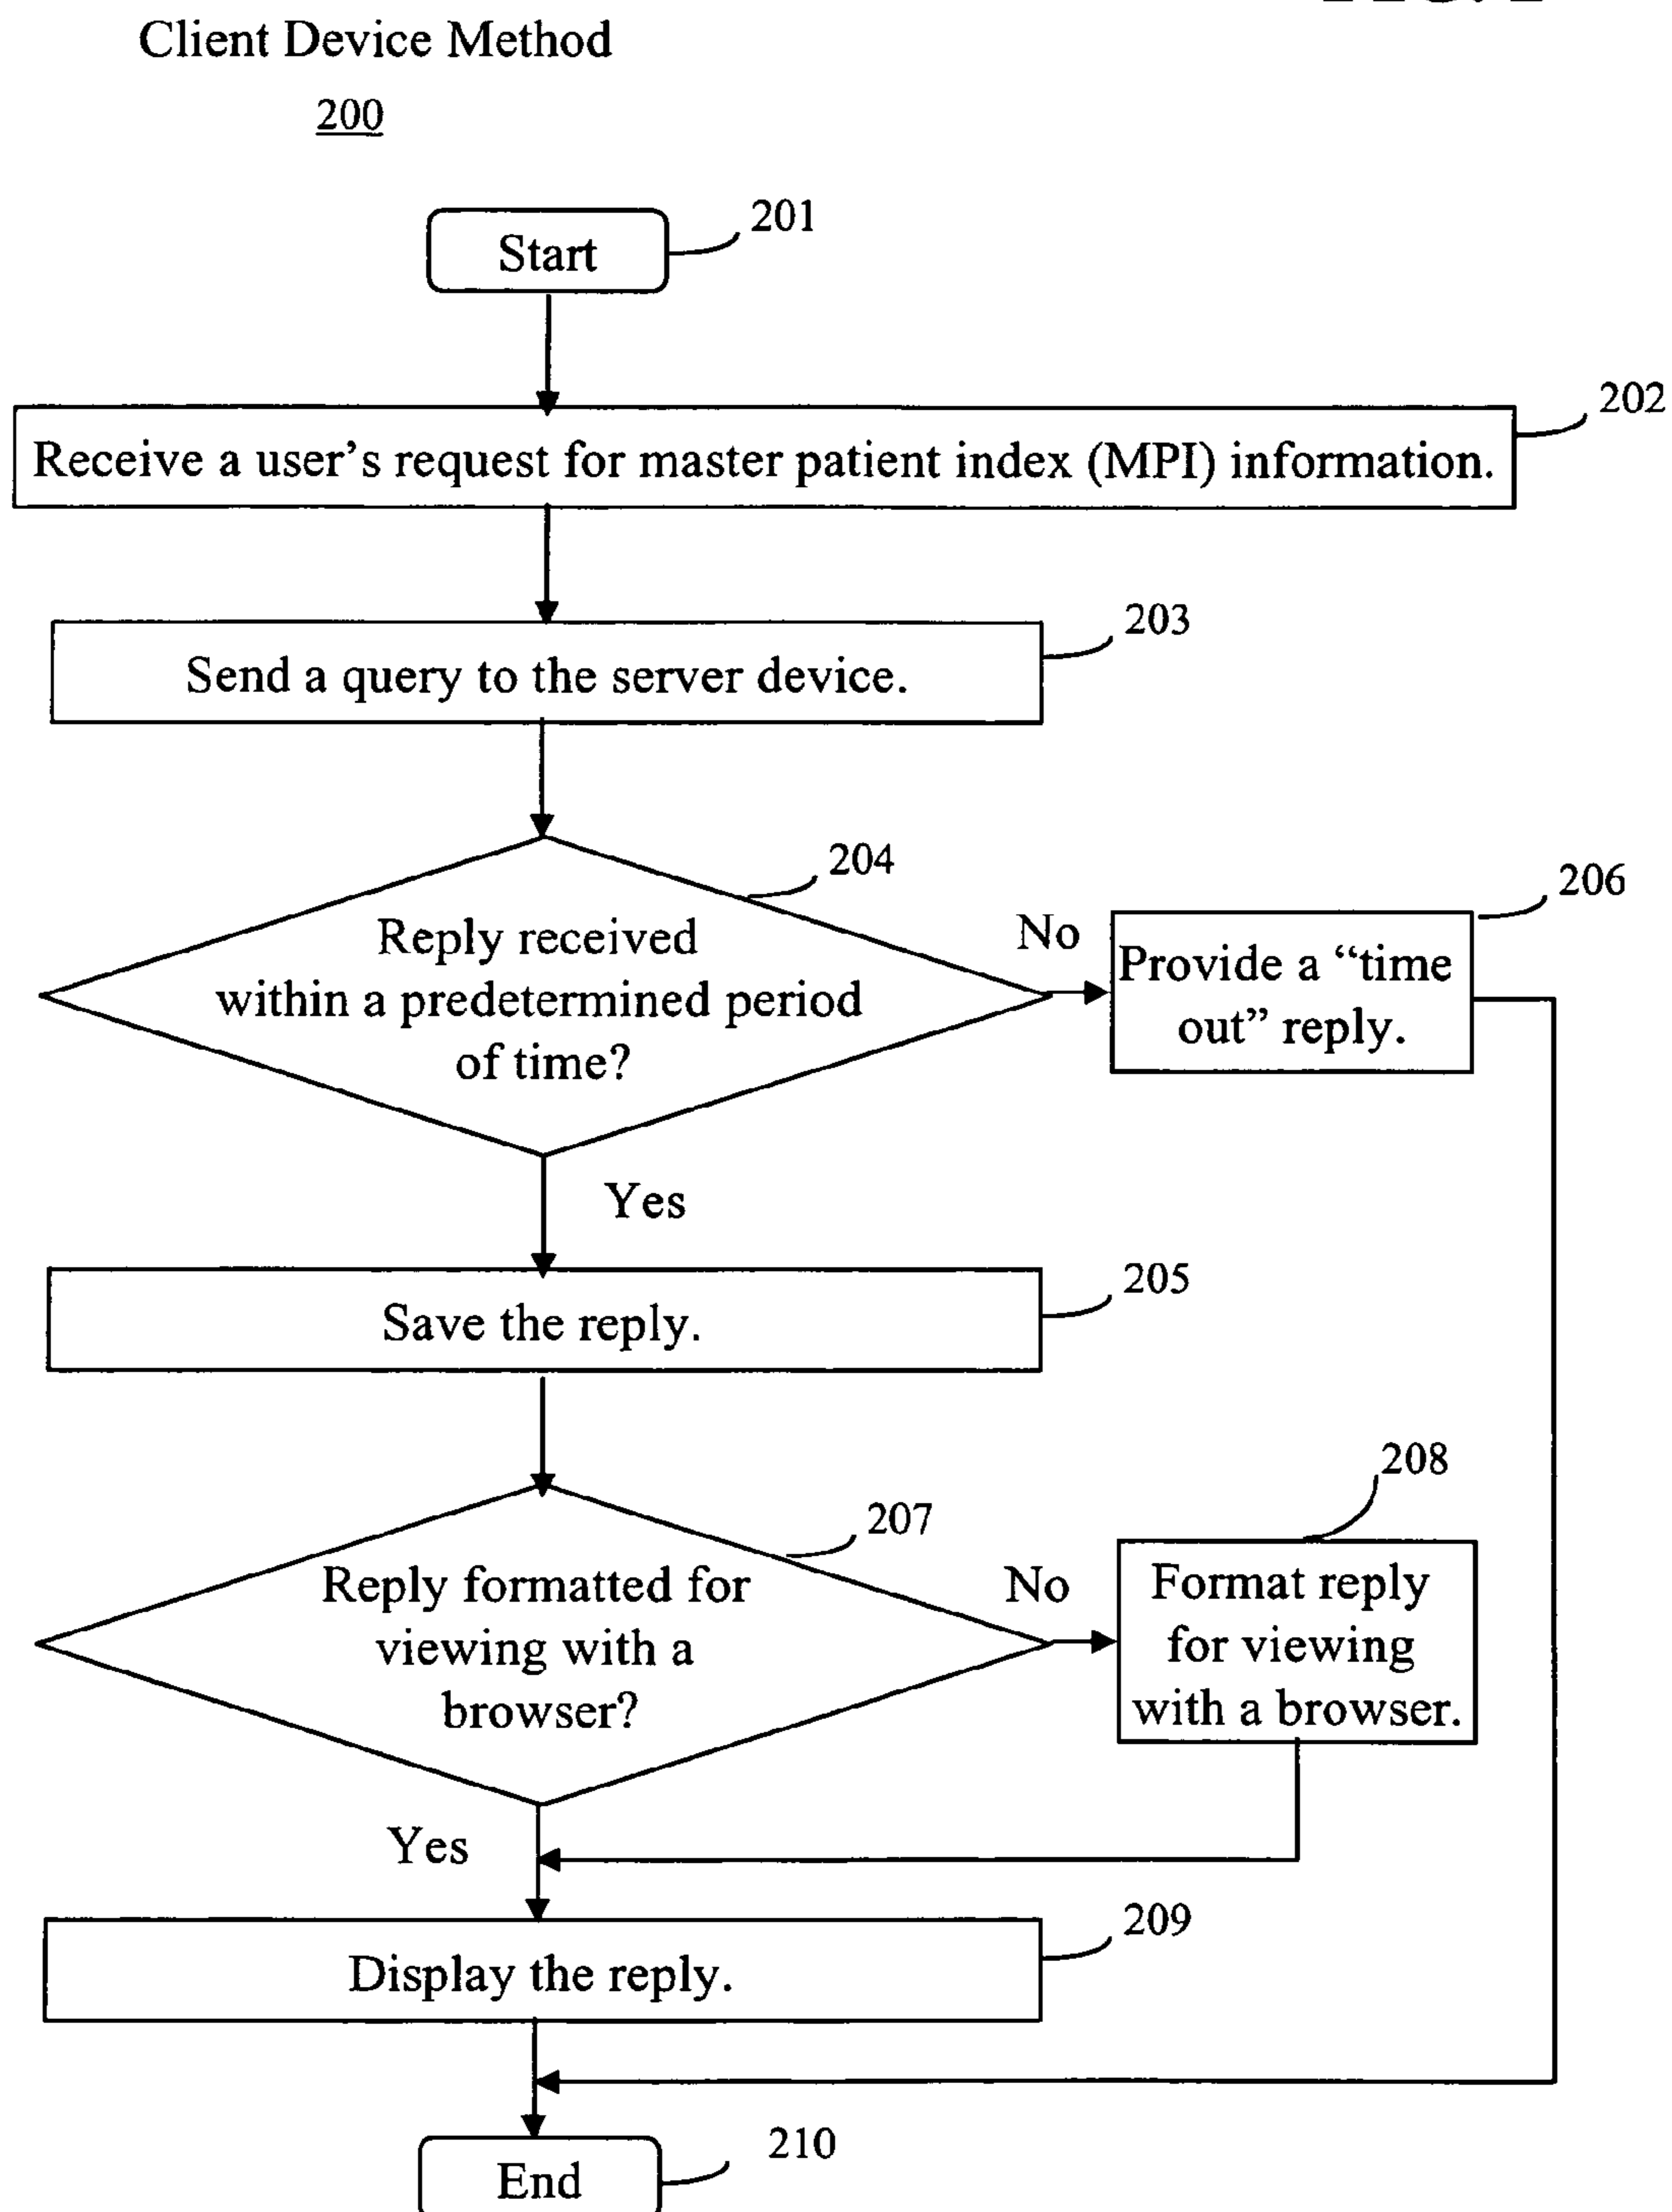 Client Device Method
200
Start
201
202
Receive a user's request for master patient index (MPI) information.
203
Send a query to the server device.
204
Reply received
within a predetermined period
of time?
No
206
Provide a “time
out” reply.
Yes
205
Save the reply.
207
Reply formatted for
viewing with a
browser?
No
208
Format reply
for viewing
with a browser.
Yes
209
Display the reply.
210
End